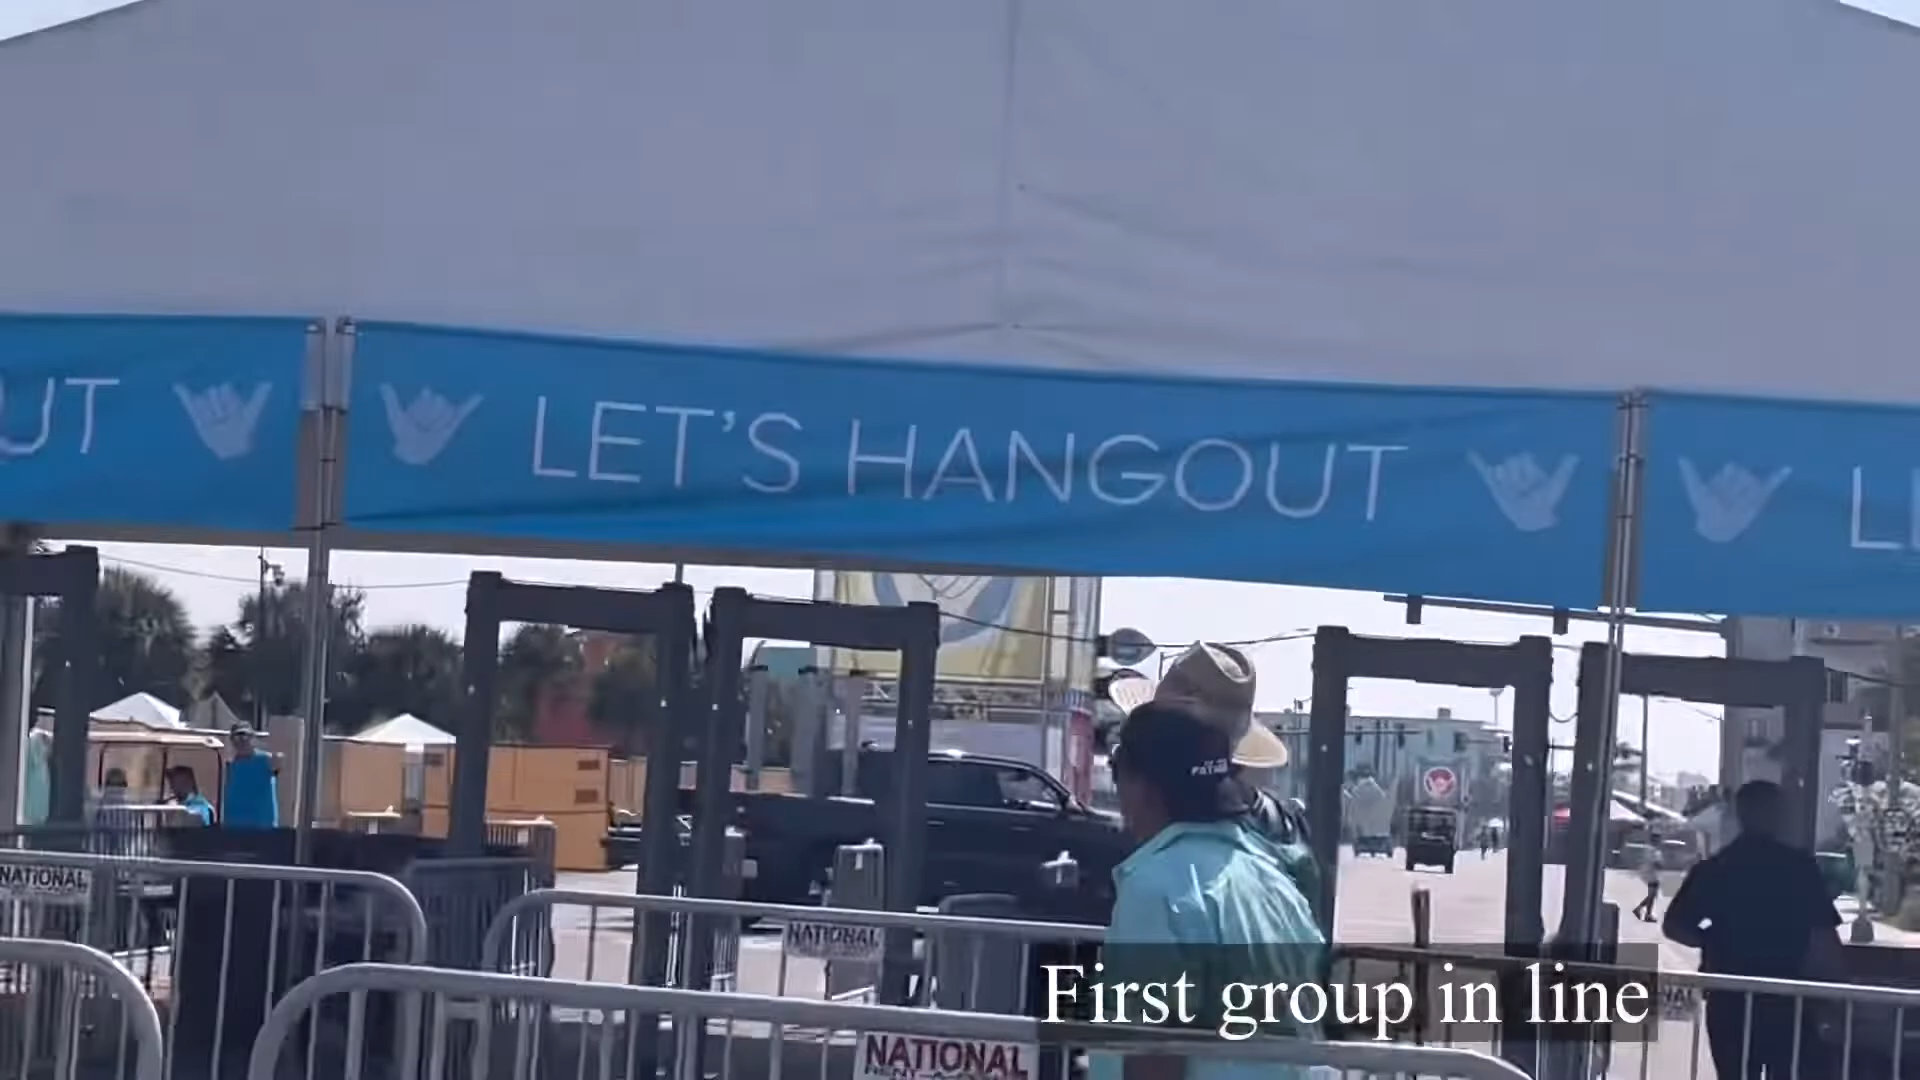 UT
LET'S HANGOUT
NATIONAL
NATIONAL
NATIONAL
First group in line